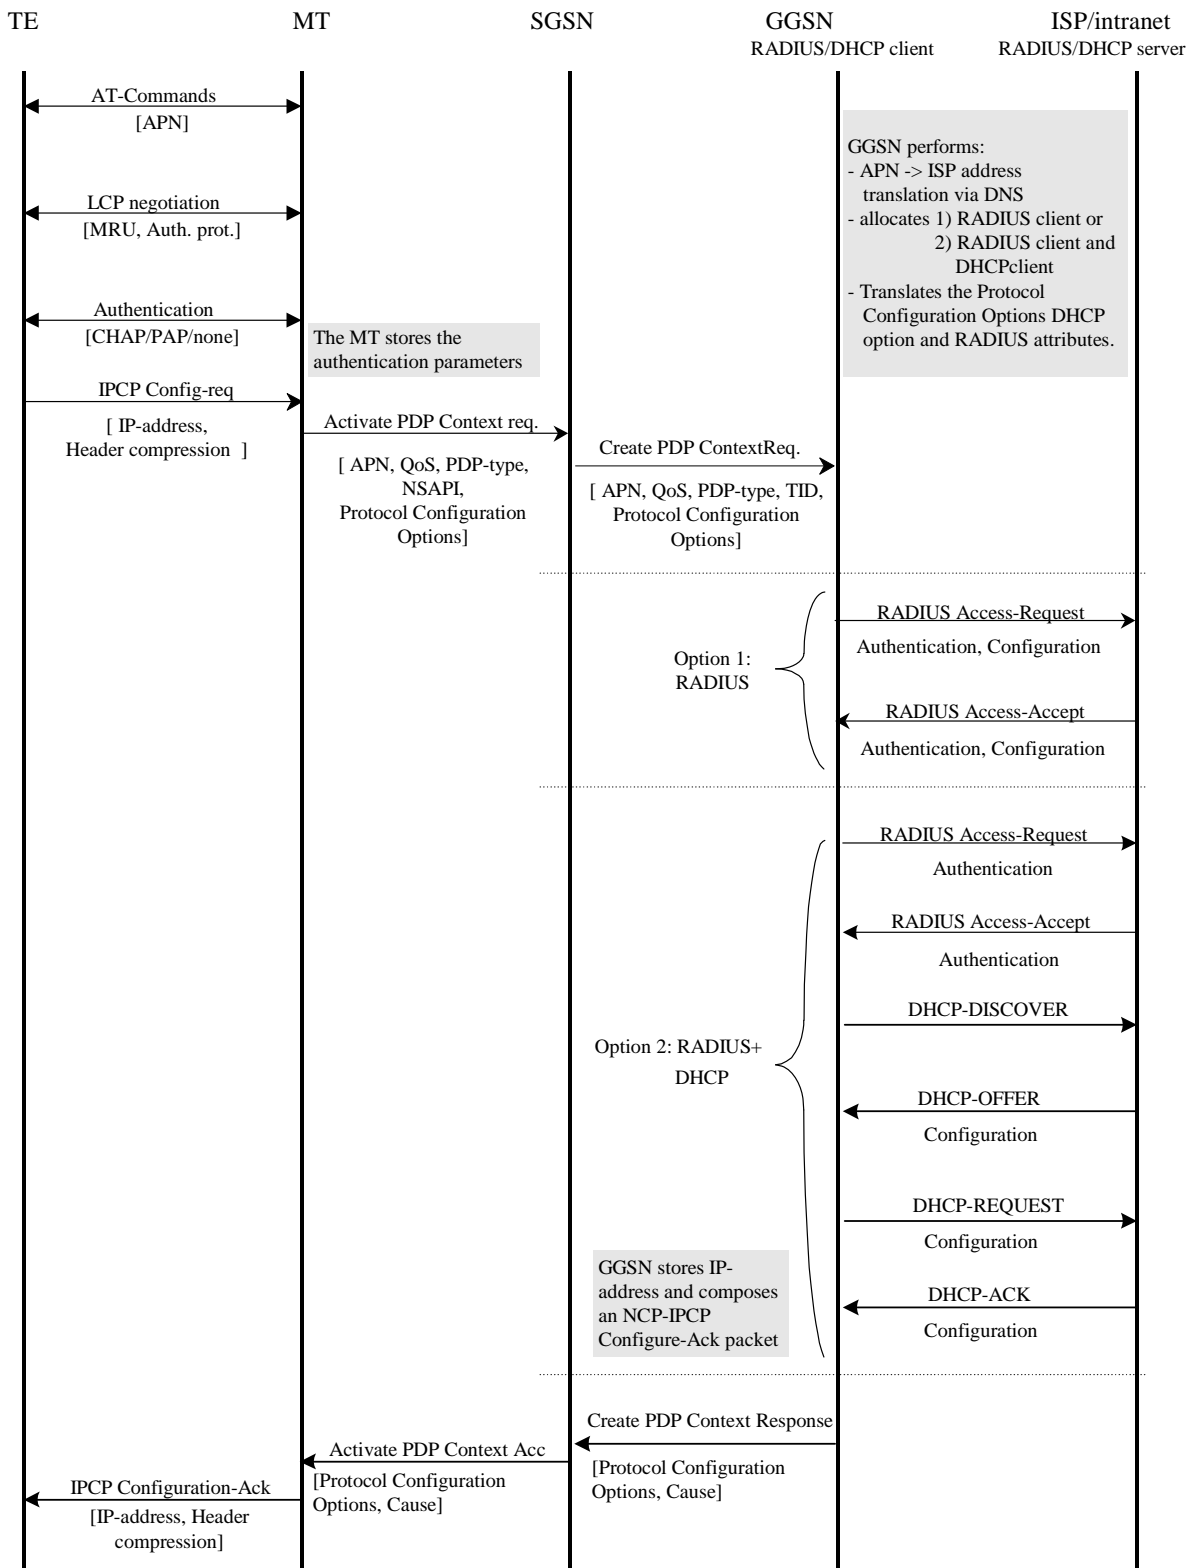 TE
MT
SGSN
GGSN
ISP/intranet
RADIUS/DHCP client
RADIUS/DHCP server
AT-Commands
[APN]
GGSN performs:
- APN -> ISP address
translation via DNS
- allocates 1) RADIUS client or
2) RADIUS client and
DHCPclient
- Translates the Protocol
Configuration Options DHCP
option and RADIUS attributes.
LCP negotiation
[MRU, Auth. prot.]
Authentication
[CHAP/PAP/none]
The MT stores the
authentication parameters
IPCP Config-req
[ IP-address,
Header compression ]
Activate PDP Context req.
[ APN, QoS, PDP-type,
NSAPI,
Protocol Configuration
Options]
Create PDP ContextReq.
[ APN, QoS, PDP-type, TID,
Protocol Configuration
Options]
Option 1:
RADIUS
RADIUS Access-Request
Authentication, Configuration
RADIUS Access-Accept
Authentication, Configuration
RADIUS Access-Request
Authentication
RADIUS Access-Accept
Authentication
DHCP-DISCOVER
Option 2: RADIUS+
DHCP
DHCP-OFFER
Configuration
DHCP-REQUEST
Configuration
GGSN stores IP-
address and composes
an NCP-IPCP
Configure-Ack packet
DHCP-ACK
Configuration
Create PDP Context Response
[Protocol Configuration
Options, Cause]
Activate PDP Context Acc
[Protocol Configuration
Options, Cause]
IPCP Configuration-Ack
[IP-address, Header
compression]